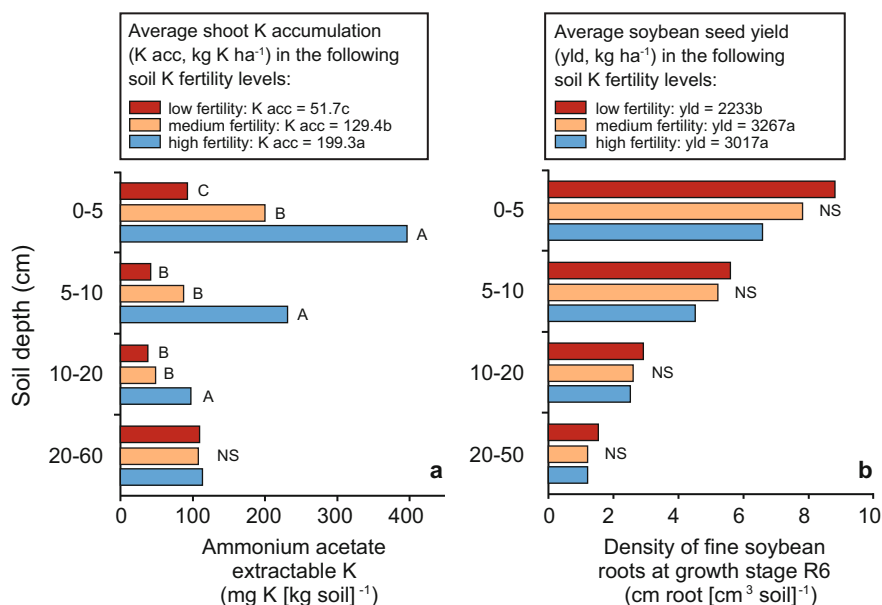 Average shoot K accumulation
(K acc, kg K ha⁻¹) in the following
soil K fertility levels:
low fertility: K acc = 51.7c
medium fertility: K acc = 129.4b
high fertility: K acc = 199.3a
Soil depth (cm)
0-5
C
B
A
5-10
B
B
A
10-20
B
B
A
20-60
NS
a
0 100 200 300 400
Ammonium acetate
extractable K
(mg K [kg soil]⁻¹)
Average soybean seed yield
(yld, kg ha⁻¹) in the following
soil K fertility levels:
low fertility: yld = 2233b
medium fertility: yld = 3267a
high fertility: yld = 3017a
0-5
NS
5-10
NS
10-20
NS
20-50
NS
b
0 2 4 6 8 10
Density of fine soybean
roots at growth stage R6
(cm root [cm³ soil]⁻¹)